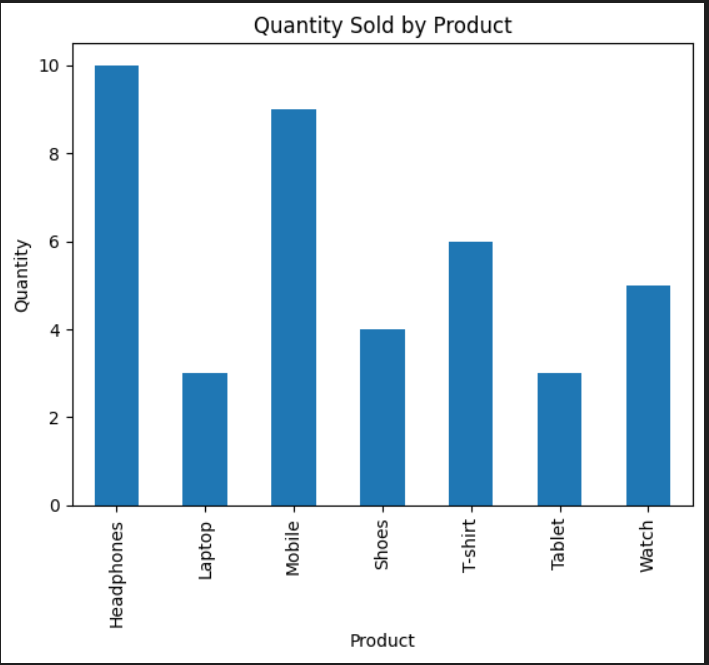 Quantity Sold by Product
Quantity
10
8
6
4
2
0
Headphones
Laptop
Mobile
Shoes
T-shirt
Tablet
Watch
Product